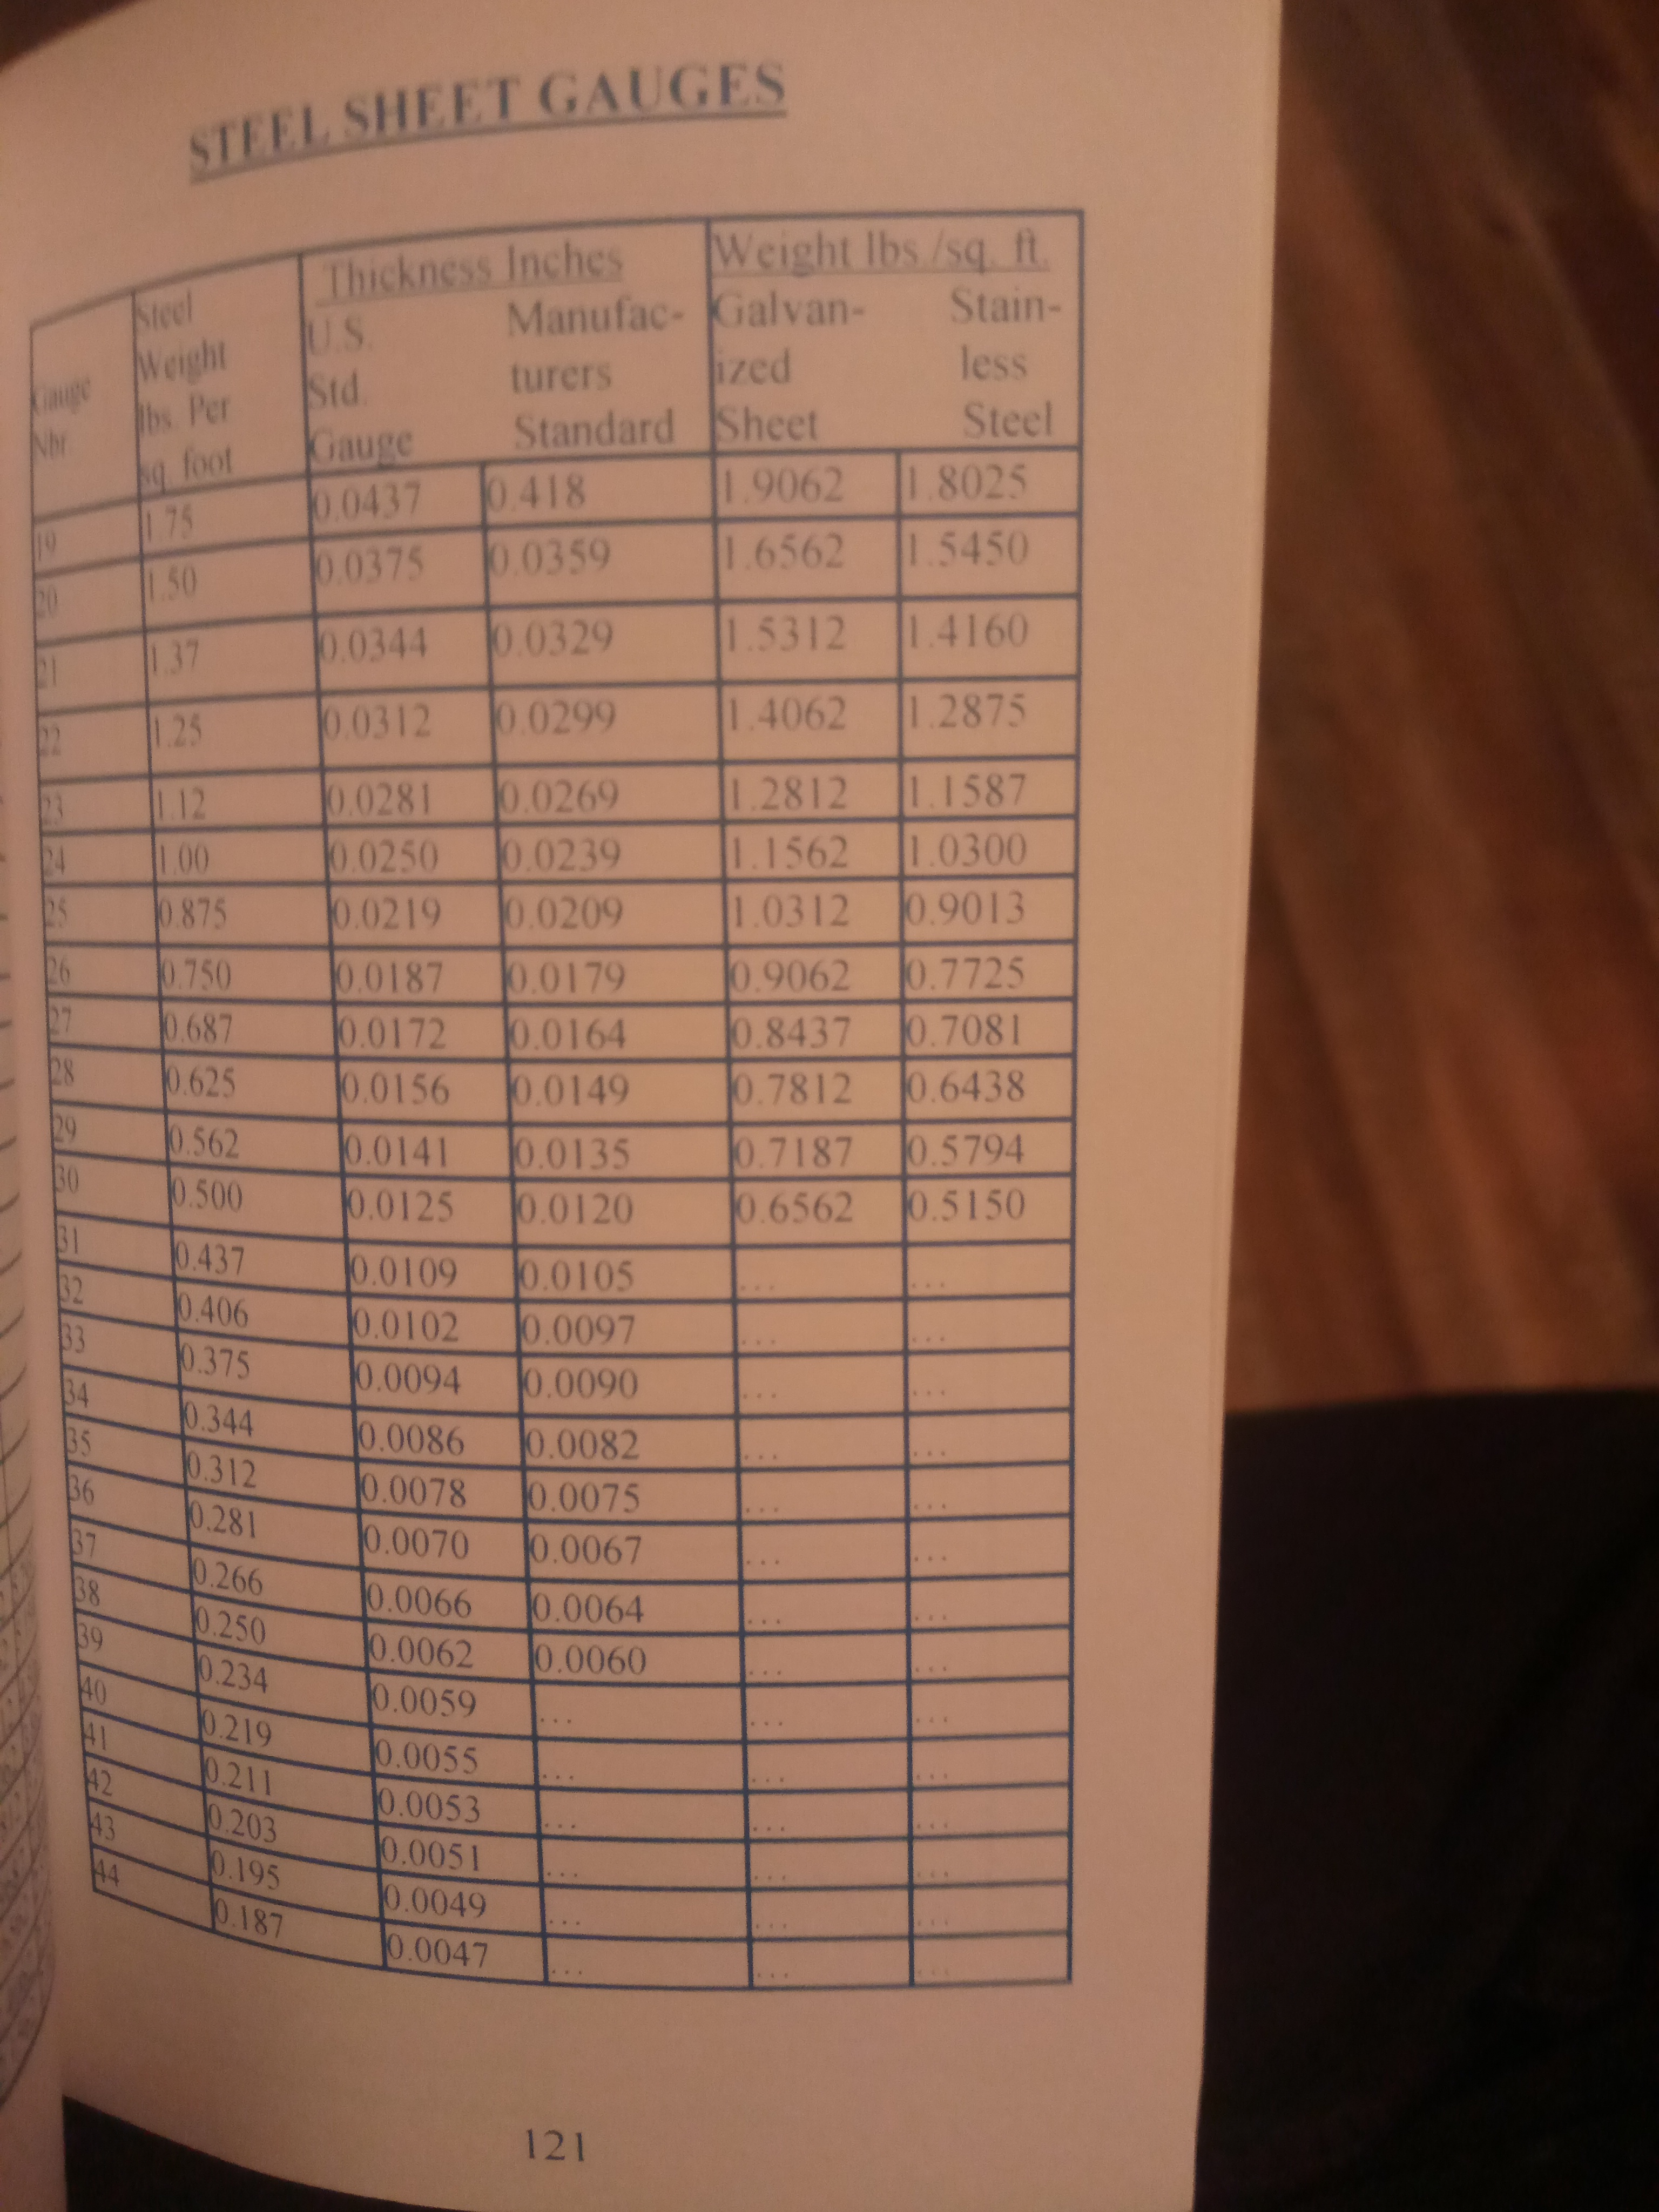 STEEL SHEET GAUGES
Gauge Nbr. Steel Weight lbs. Per sq. foot Thickness Inches U.S. Std. Gauge Manufac- turers Standard Weight lbs./sq. ft. Galvan- ized Sheet Stain- less Steel
19 1.75 0.0437 0.418 1.9062 1.8025
20 1.50 0.0375 0.0359 1.6562 1.5450
21 1.37 0.0344 0.0329 1.5312 1.4160
22 1.25 0.0312 0.0299 1.4062 1.2875
23 1.12 0.0281 0.0269 1.2812 1.1587
24 1.00 0.0250 0.0239 1.1562 1.0300
25 0.875 0.0219 0.0209 1.0312 0.9013
26 0.750 0.0187 0.0179 0.9062 0.7725
27 0.687 0.0172 0.0164 0.8437 0.7081
28 0.625 0.0156 0.0149 0.7812 0.6438
29 0.562 0.0141 0.0135 0.7187 0.5794
30 0.500 0.0125 0.0120 0.6562 0.5150
31 0.437 0.0109 0.0105 ... ...
32 0.406 0.0102 0.0097 ... ...
33 0.375 0.0094 0.0090 ... ...
34 0.344 0.0086 0.0082 ... ...
35 0.312 0.0078 0.0075 ... ...
36 0.281 0.0070 0.0067 ... ...
37 0.266 0.0066 0.0064 ... ...
38 0.250 0.0062 0.0060 ... ...
39 0.234 0.0059 ... ... ...
40 0.219 0.0055 ... ... ...
41 0.211 0.0053 ... ... ...
42 0.203 0.0051 ... ... ...
43 0.195 0.0049 ... ... ...
44 0.187 0.0047 ... ... ...
121